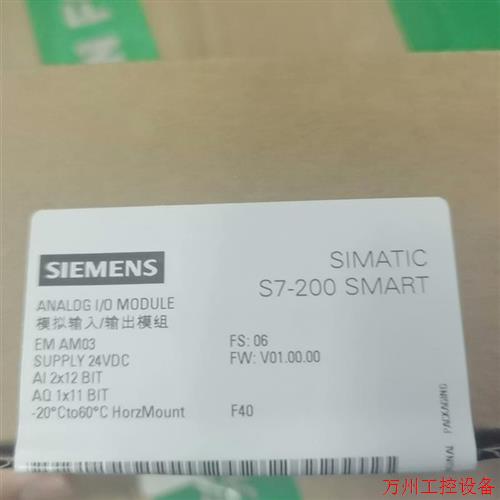 M F
SIEMENS
SIMATIC
S7-200 SMART
ANALOG I/O MODULE
模拟输入/输出模组
EM AM03
FS: 06
SUPPLY 24VDC
FW: V01.00.00
AI 2x12 BIT
AQ 1x11 BIT
-20°Cto60°C HorzMount
F40
PACKAGING
万州工控设备